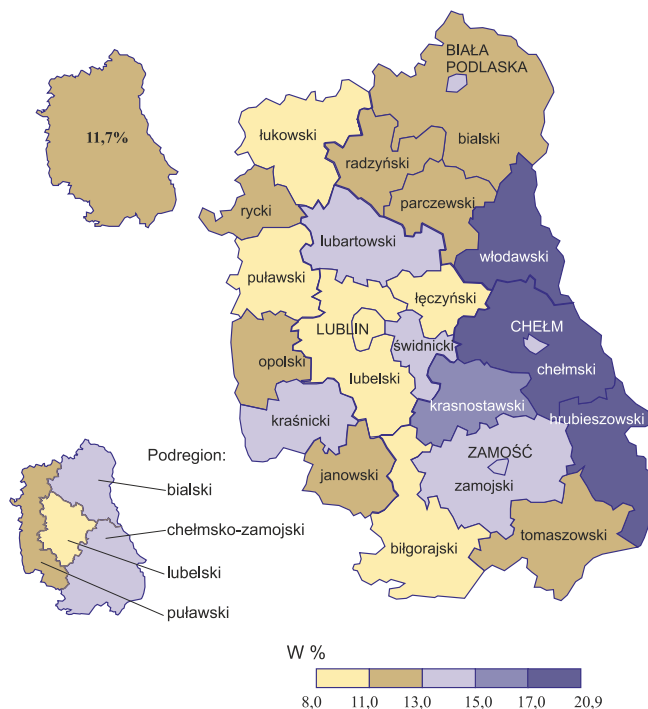 BIAŁA
PODLASKA
11,7%
łukowski
radzyński
bialski
rycki
parczewski
lubartowski
włodawski
puławski
łęczyński
LUBLIN
świdnicki
CHEŁM
opolski
lubelski
chełmski
kraśnicki
krasnostawski
hrubieszowski
Podregion:
janowski
ZAMOŚĆ
zamojski
bialski
chełmsko-zamojski
biłgorajski
tomaszowski
lubelski
puławski
W %
8,0 11,0 13,0 15,0 17,0 20,9